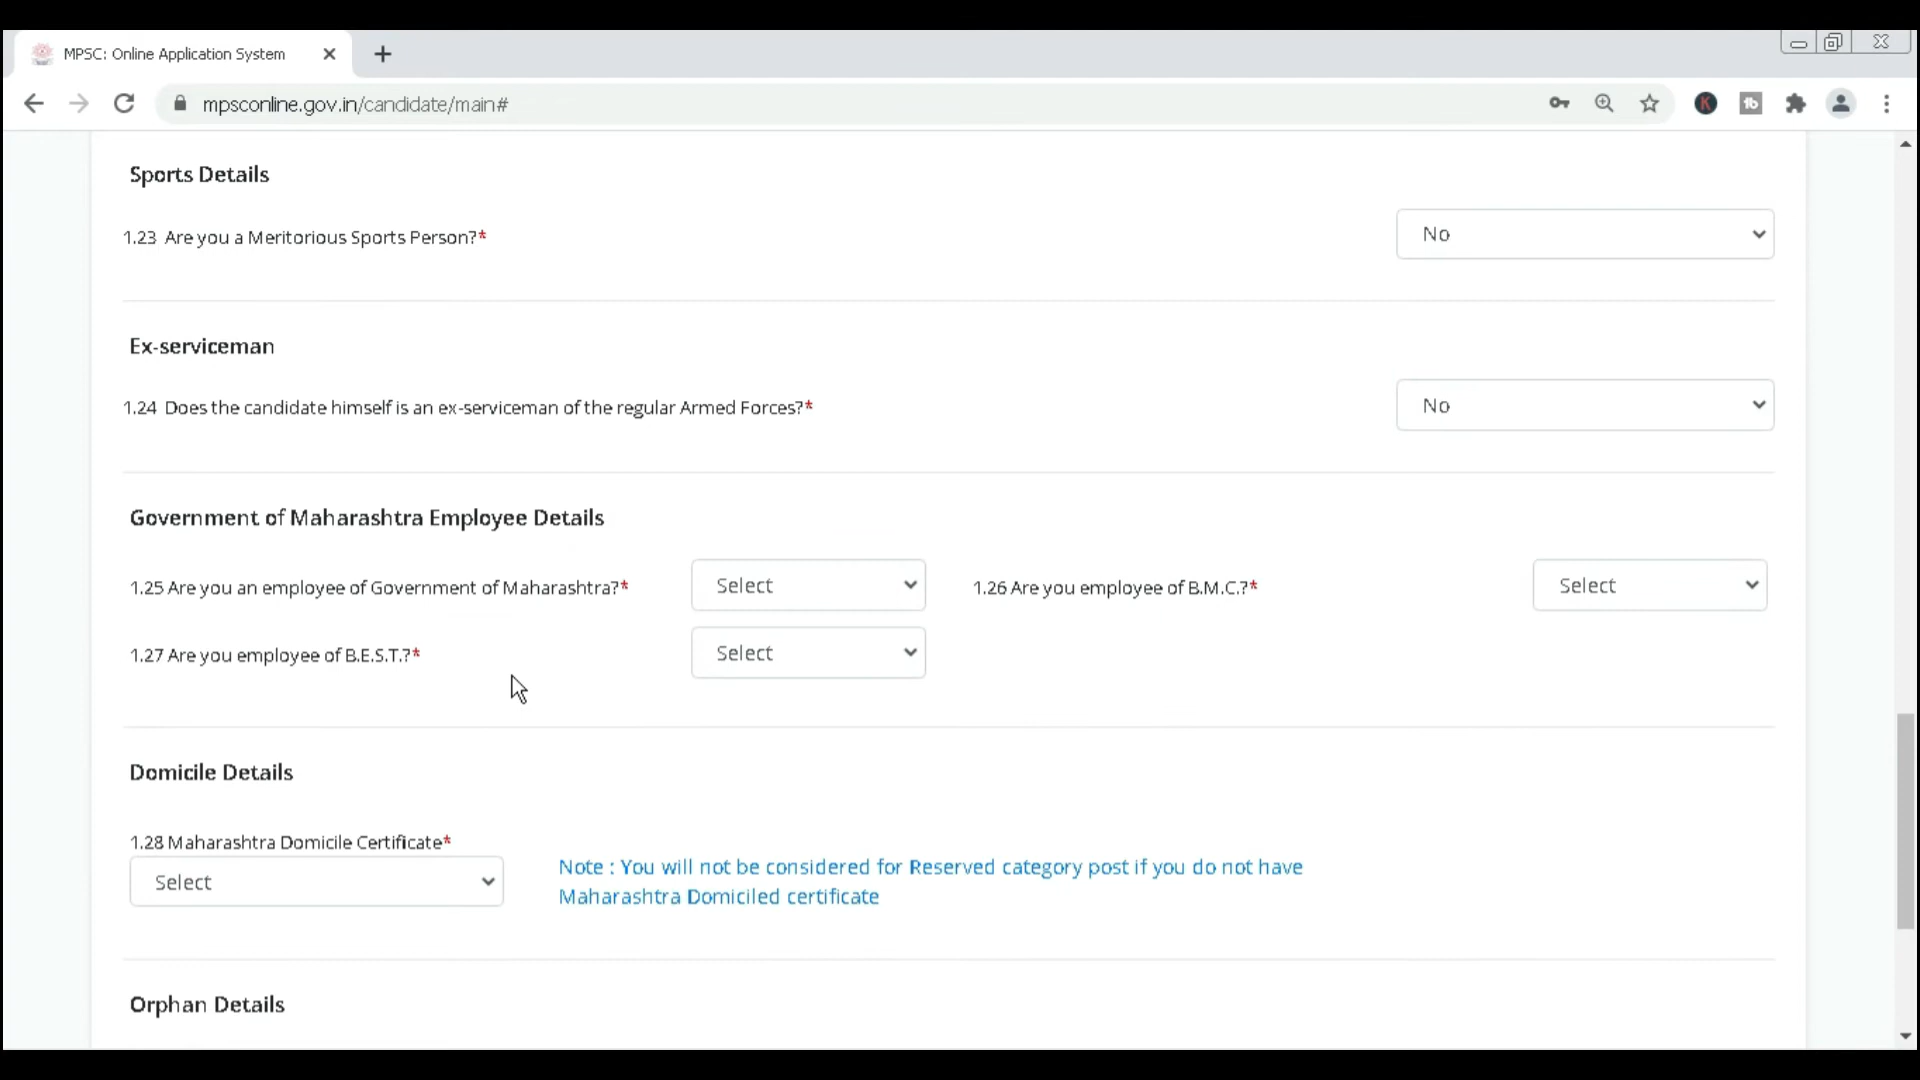 MPSC: Online Application System
mpsconline.gov.in/candidate/main#
Sports Details
1.23 Are you a Meritorious Sports Person?*
No
Ex-serviceman
1.24 Does the candidate himself is an ex-serviceman of the regular Armed Forces?*
No
Government of Maharashtra Employee Details
1.25 Are you an employee of Government of Maharashtra?*
Select
1.26 Are you employee of B.M.C.?*
Select
1.27 Are you employee of B.E.S.T.?*
Select
Domicile Details
1.28 Maharashtra Domicile Certificate*
Select
Note : You will not be considered for Reserved category post if you do not have
Maharashtra Domiciled certificate
Orphan Details